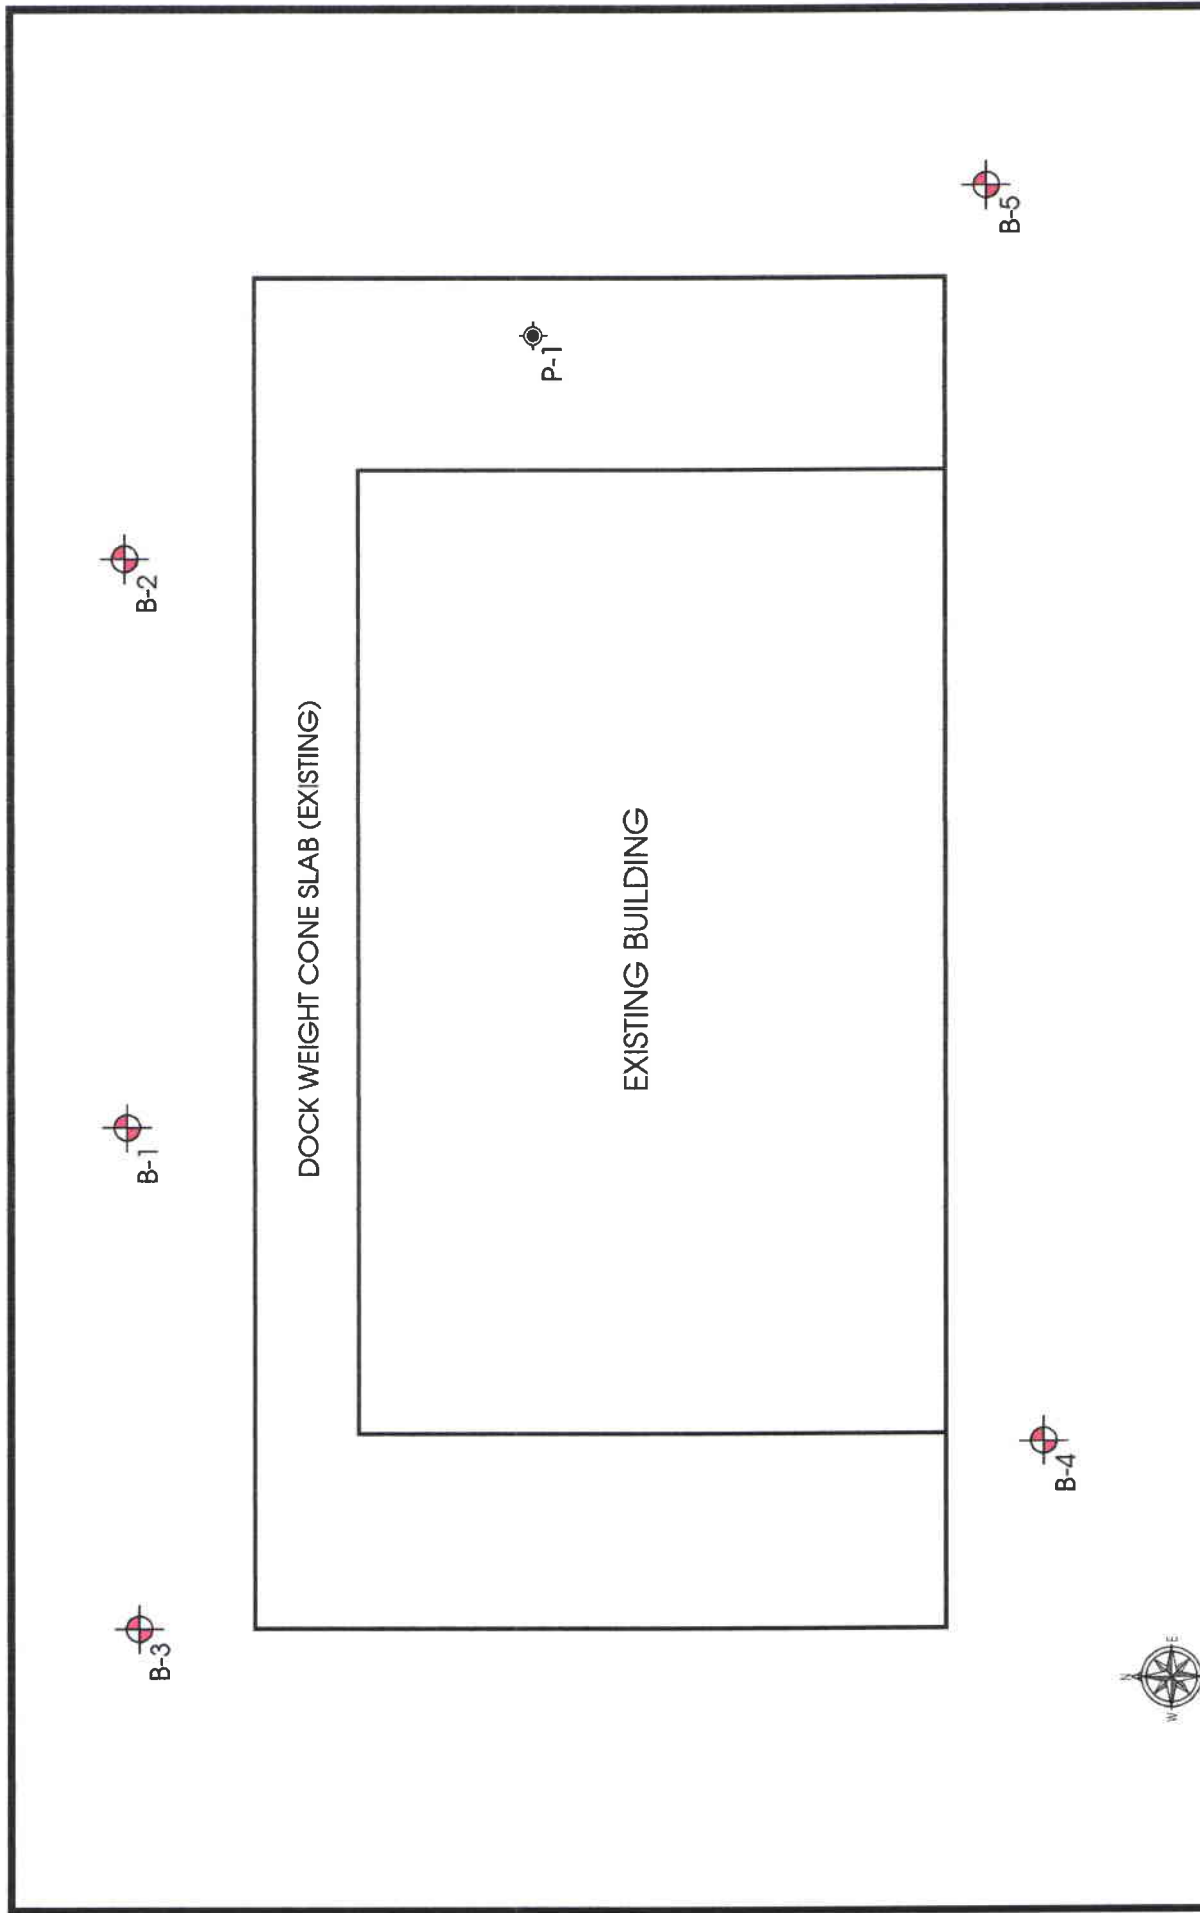 B-3
B-1
B-2
DOCK WEIGHT CONE SLAB (EXISTING)
P-1
EXISTING BUILDING
B-5
B-4
N
W
E